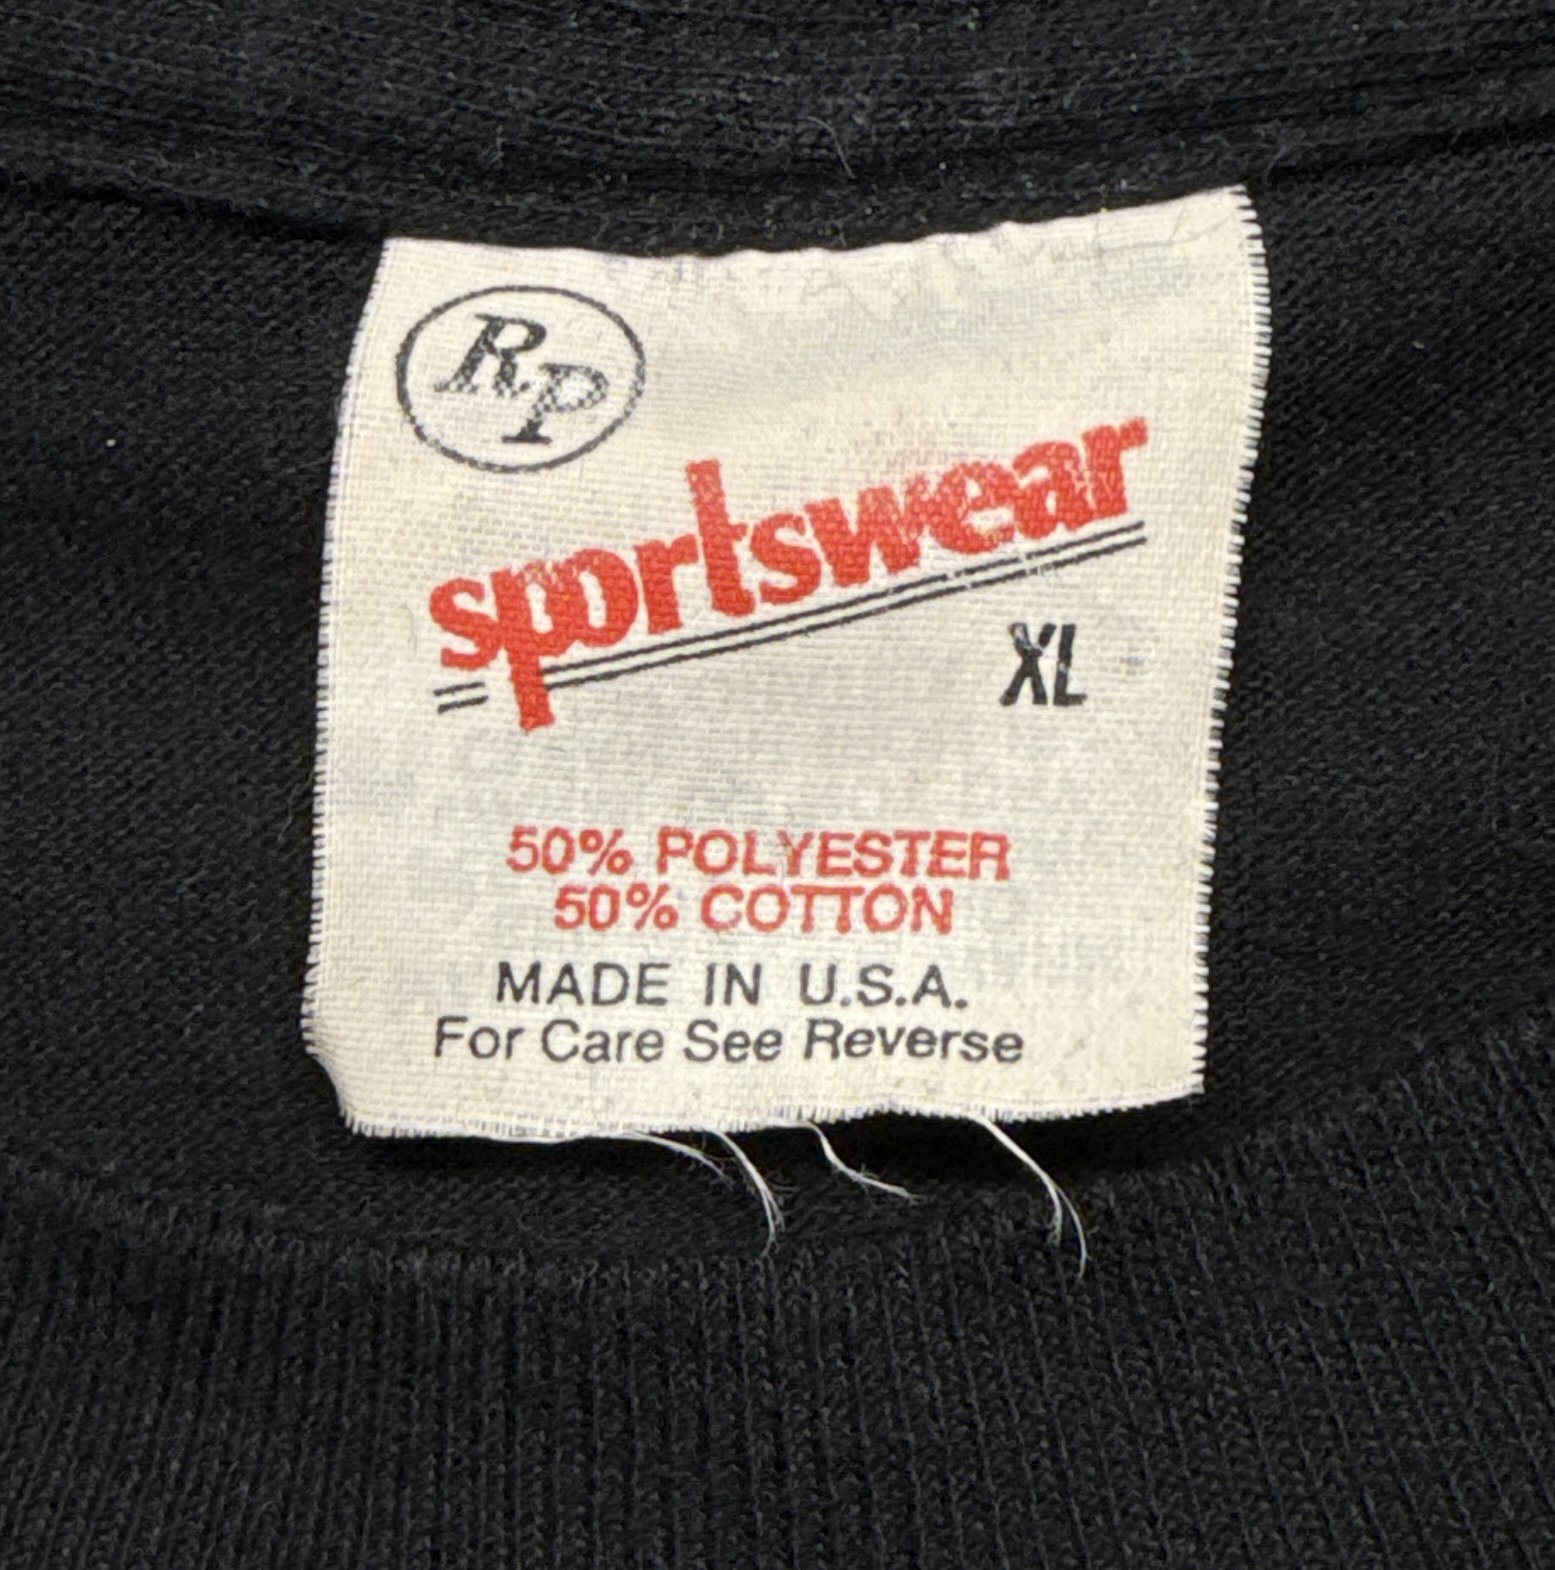 RP
sportswear
XL
50% POLYESTER
50% COTTON
MADE IN U.S.A.
For Care See Reverse